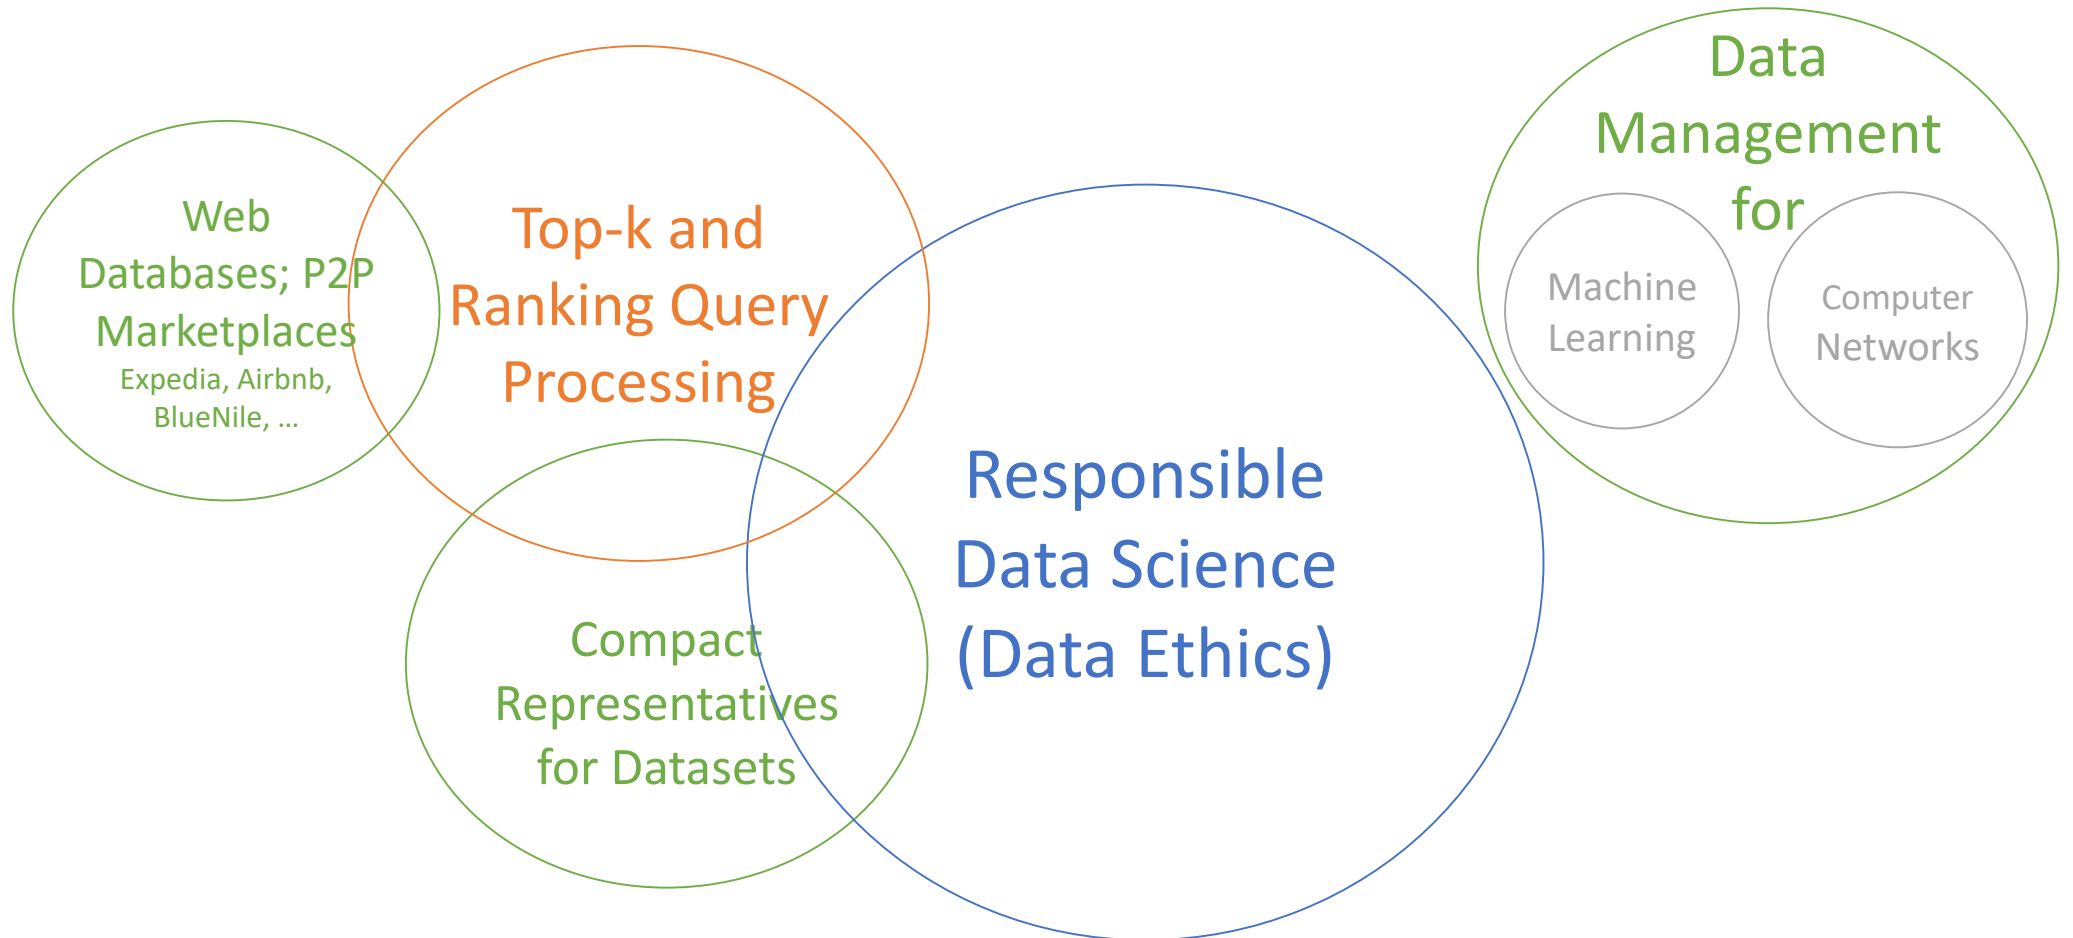 Web
Databases; P2P
Marketplaces
Expedia, Airbnb,
BlueNile, ...
Top-k and
Ranking Query
Processing
Compact
Representatives
for Datasets
Responsible
Data Science
(Data Ethics)
Data
Management
for
Machine
Learning
Computer
Networks